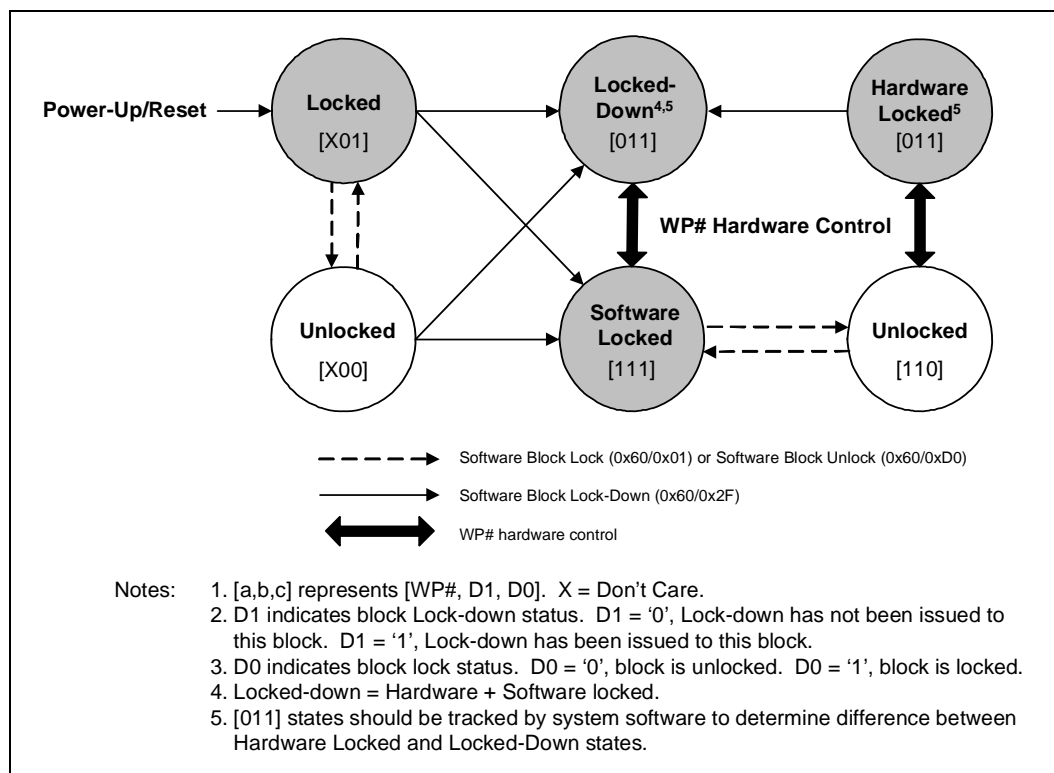 Power-Up/Reset
Locked
[X01]
Locked-
Down4,5
[011]
Hardware
Locked5
[011]
WP# Hardware Control
Unlocked
[X00]
Software
Locked
[111]
Unlocked
[110]
Software Block Lock (0x60/0x01) or Software Block Unlock (0x60/0xD0)
Software Block Lock-Down (0x60/0x2F)
WP# hardware control
Notes: 1. [a,b,c] represents [WP#, D1, D0]. X = Don't Care.
2. D1 indicates block Lock-down status. D1 = ‘0’, Lock-down has not been issued to
this block. D1 = ‘1’, Lock-down has been issued to this block.
3. D0 indicates block lock status. D0 = ‘0’, block is unlocked. D0 = ‘1’, block is locked.
4. Locked-down = Hardware + Software locked.
5. [011] states should be tracked by system software to determine difference between
Hardware Locked and Locked-Down states.